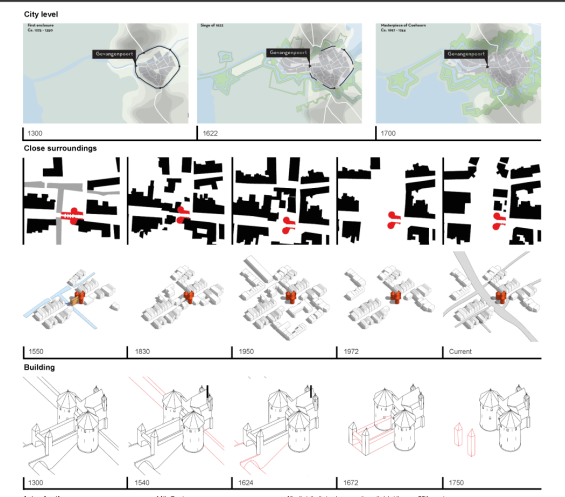 City level
First enclosure
Siege of 1622
Masterpiece of Coehoorn
Gevangenpoort
Gevangenpoort
Gevangenpoort
1300
1622
1700
Close surroundings
1550
1830
1950
1972
Current
Building
1300
1540
1624
1672
1750